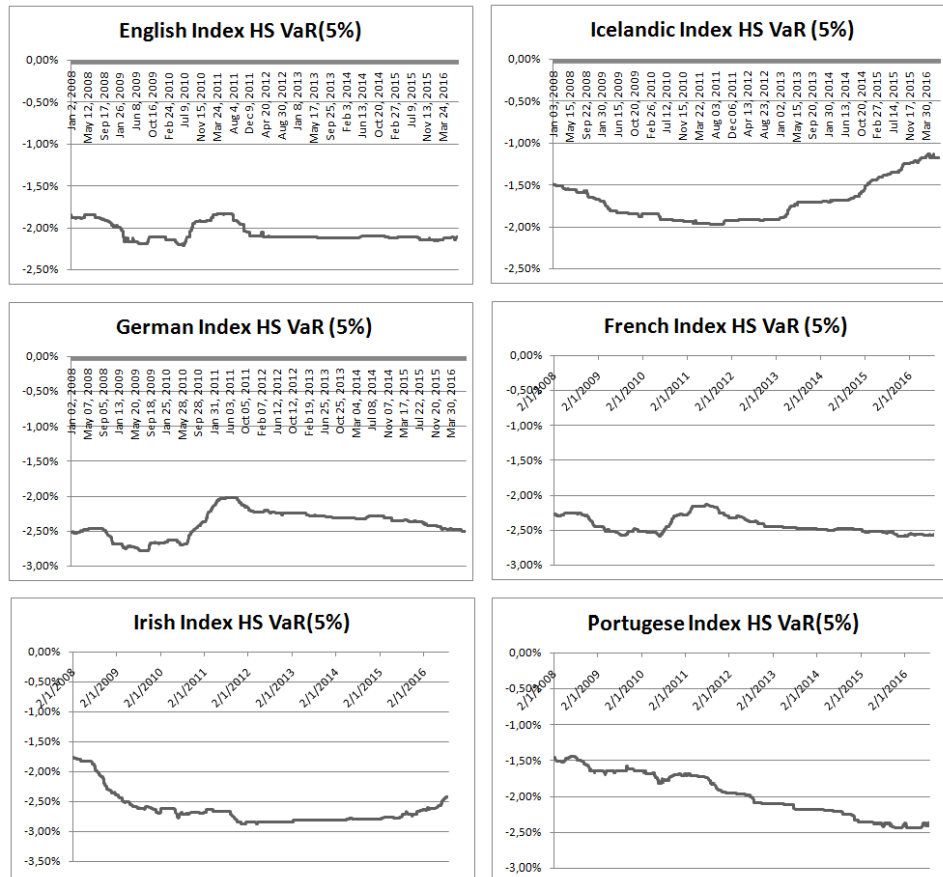 English Index HS VaR(5%)
0,00%
-0,50%
-1,00%
-1,50%
-2,00%
-2,50%
Jan 2, 2008
May 12, 2008
Sep 17, 2008
Jan 26, 2009
Jun 8, 2009
Oct 16, 2009
Feb 24, 2010
Jul 9, 2010
Nov 15, 2010
Mar 24, 2011
Aug 4, 2011
Dec 9, 2011
Apr 20, 2012
Aug 30, 2012
Jan 8, 2013
May 17, 2013
Sep 25, 2013
Feb 3, 2014
Jun 13, 2014
Oct 20, 2014
Feb 27, 2015
Jul 9, 2015
Nov 13, 2015
Mar 24, 2016
Icelandic Index HS VaR (5%)
0,00%
-0,50%
-1,00%
-1,50%
-2,00%
-2,50%
Jan 03, 2008
May 15, 2008
Sep 22, 2008
Jan 30, 2009
Jun 15, 2009
Oct 20, 2009
Feb 26, 2010
Jul 12, 2010
Nov 11, 2010
Mar 22, 2011
Aug 03, 2011
Dec 06, 2011
Apr 13, 2012
Aug 23, 2012
Jan 02, 2013
May 15, 2013
Sep 20, 2013
Jan 30, 2014
Jun 13, 2014
Oct 20, 2014
Feb 27, 2015
Jul 14, 2015
Nov 17, 2015
Mar 30, 2016
German Index HS VaR (5%)
0,00%
-0,50%
-1,00%
-1,50%
-2,00%
-2,50%
-3,00%
Jan 02, 2008
May 07, 2008
Sep 05, 2008
Jan 13, 2009
May 20, 2009
Sep 18, 2009
Jan 25, 2010
May 28, 2010
Sep 28, 2010
Jan 31, 2011
Jun 03, 2011
Oct 05, 2011
Feb 07, 2012
Jun 12, 2012
Oct 12, 2012
Feb 19, 2013
Jun 25, 2013
Oct 25, 2013
Mar 04, 2014
Jul 08, 2014
Nov 10, 2014
Mar 17, 2015
Jul 22, 2015
Nov 20, 2015
Mar 30, 2016
French Index HS VaR (5%)
0,00%
-0,50%
-1,00%
-1,50%
-2,00%
-2,50%
-3,00%
2/1/2008
2/1/2009
2/1/2010
2/1/2011
2/1/2012
2/1/2013
2/1/2014
2/1/2015
2/1/2016
Irish Index HS VaR(5%)
0,00%
-0,50%
-1,00%
-1,50%
-2,00%
-2,50%
-3,00%
-3,50%
2/1/2008
2/1/2009
2/1/2010
2/1/2011
2/1/2012
2/1/2013
2/1/2014
2/1/2015
2/1/2016
Portugese Index HS VaR(5%)
0,00%
-0,50%
-1,00%
-1,50%
-2,00%
-2,50%
-3,00%
2/1/2008
2/1/2009
2/1/2010
2/1/2011
2/1/2012
2/1/2013
2/1/2014
2/1/2015
2/1/2016